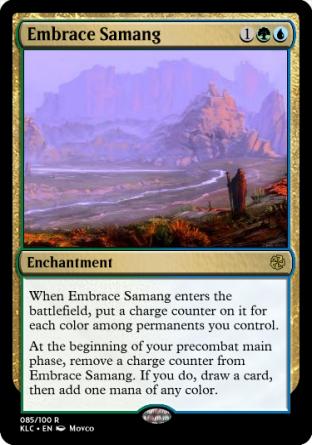 Embrace Samang 1
Enchantment
When Embrace Samang enters the
battlefield, put a charge counter on it for
each color among permanents you control.
At the beginning of your precombat main
phase, remove a charge counter from
Embrace Samang. If you do, draw a card,
then add one mana of any color.
085/100 R
KLC • EN Movco